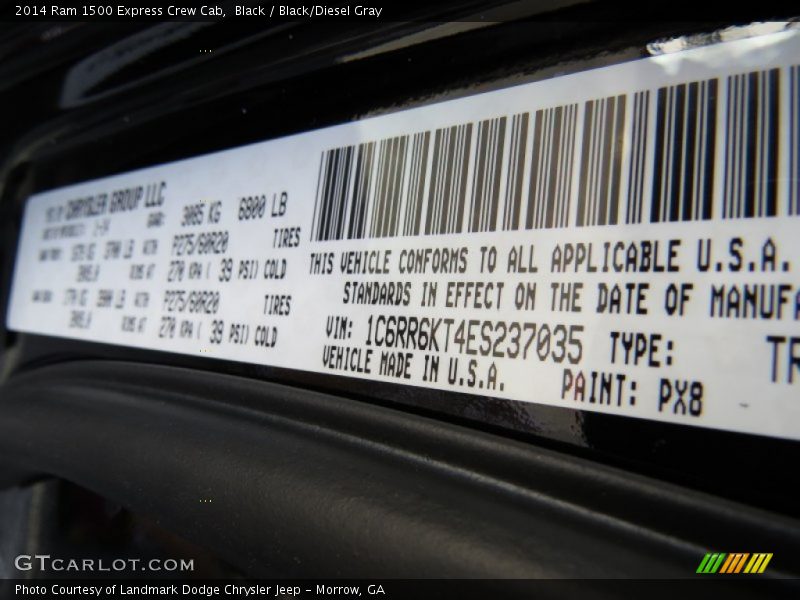 2014 Ram 1500 Express Crew Cab, Black / Black/Diesel Gray
CHRYSLER GROUP LLC
3085 KG 6800 LB
P275/60R20 TIRES
270 KPA ( 39 PSI) COLD
P275/60R20 TIRES
270 KPA ( 39 PSI) COLD
THIS VEHICLE CONFORMS TO ALL APPLICABLE U.S.A.
STANDARDS IN EFFECT ON THE DATE OF MANUFA
VIN: 1C6RR6KT4ES237035 TYPE: TR
VEHICLE MADE IN U.S.A. PAINT: PX8
GTCARLOT.COM
Photo Courtesy of Landmark Dodge Chrysler Jeep - Morrow, GA